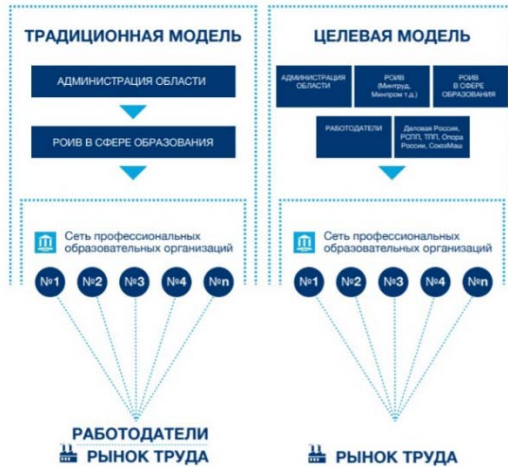 ТРАДИЦИОННАЯ МОДЕЛЬ
АДМИНИСТРАЦИЯ ОБЛАСТИ
РОИВ В СФЕРЕ ОБРАЗОВАНИЯ
Сеть профессиональных
образовательных организаций
№1 №2 №3 №4 №n
РАБОТОДАТЕЛИ
РЫНОК ТРУДА
ЦЕЛЕВАЯ МОДЕЛЬ
АДМИНИСТРАЦИЯ
ОБЛАСТИ
РОИВ
(Минтруд,
Минпром т.д.)
РОИВ
В СФЕРЕ
ОБРАЗОВАНИЯ
РАБОТОДАТЕЛИ
Деловая Россия,
РСПП, ТПП, Опора
России, СоюзМаш
Сеть профессиональных
образовательных организаций
№1 №2 №3 №4 №n
РЫНОК ТРУДА